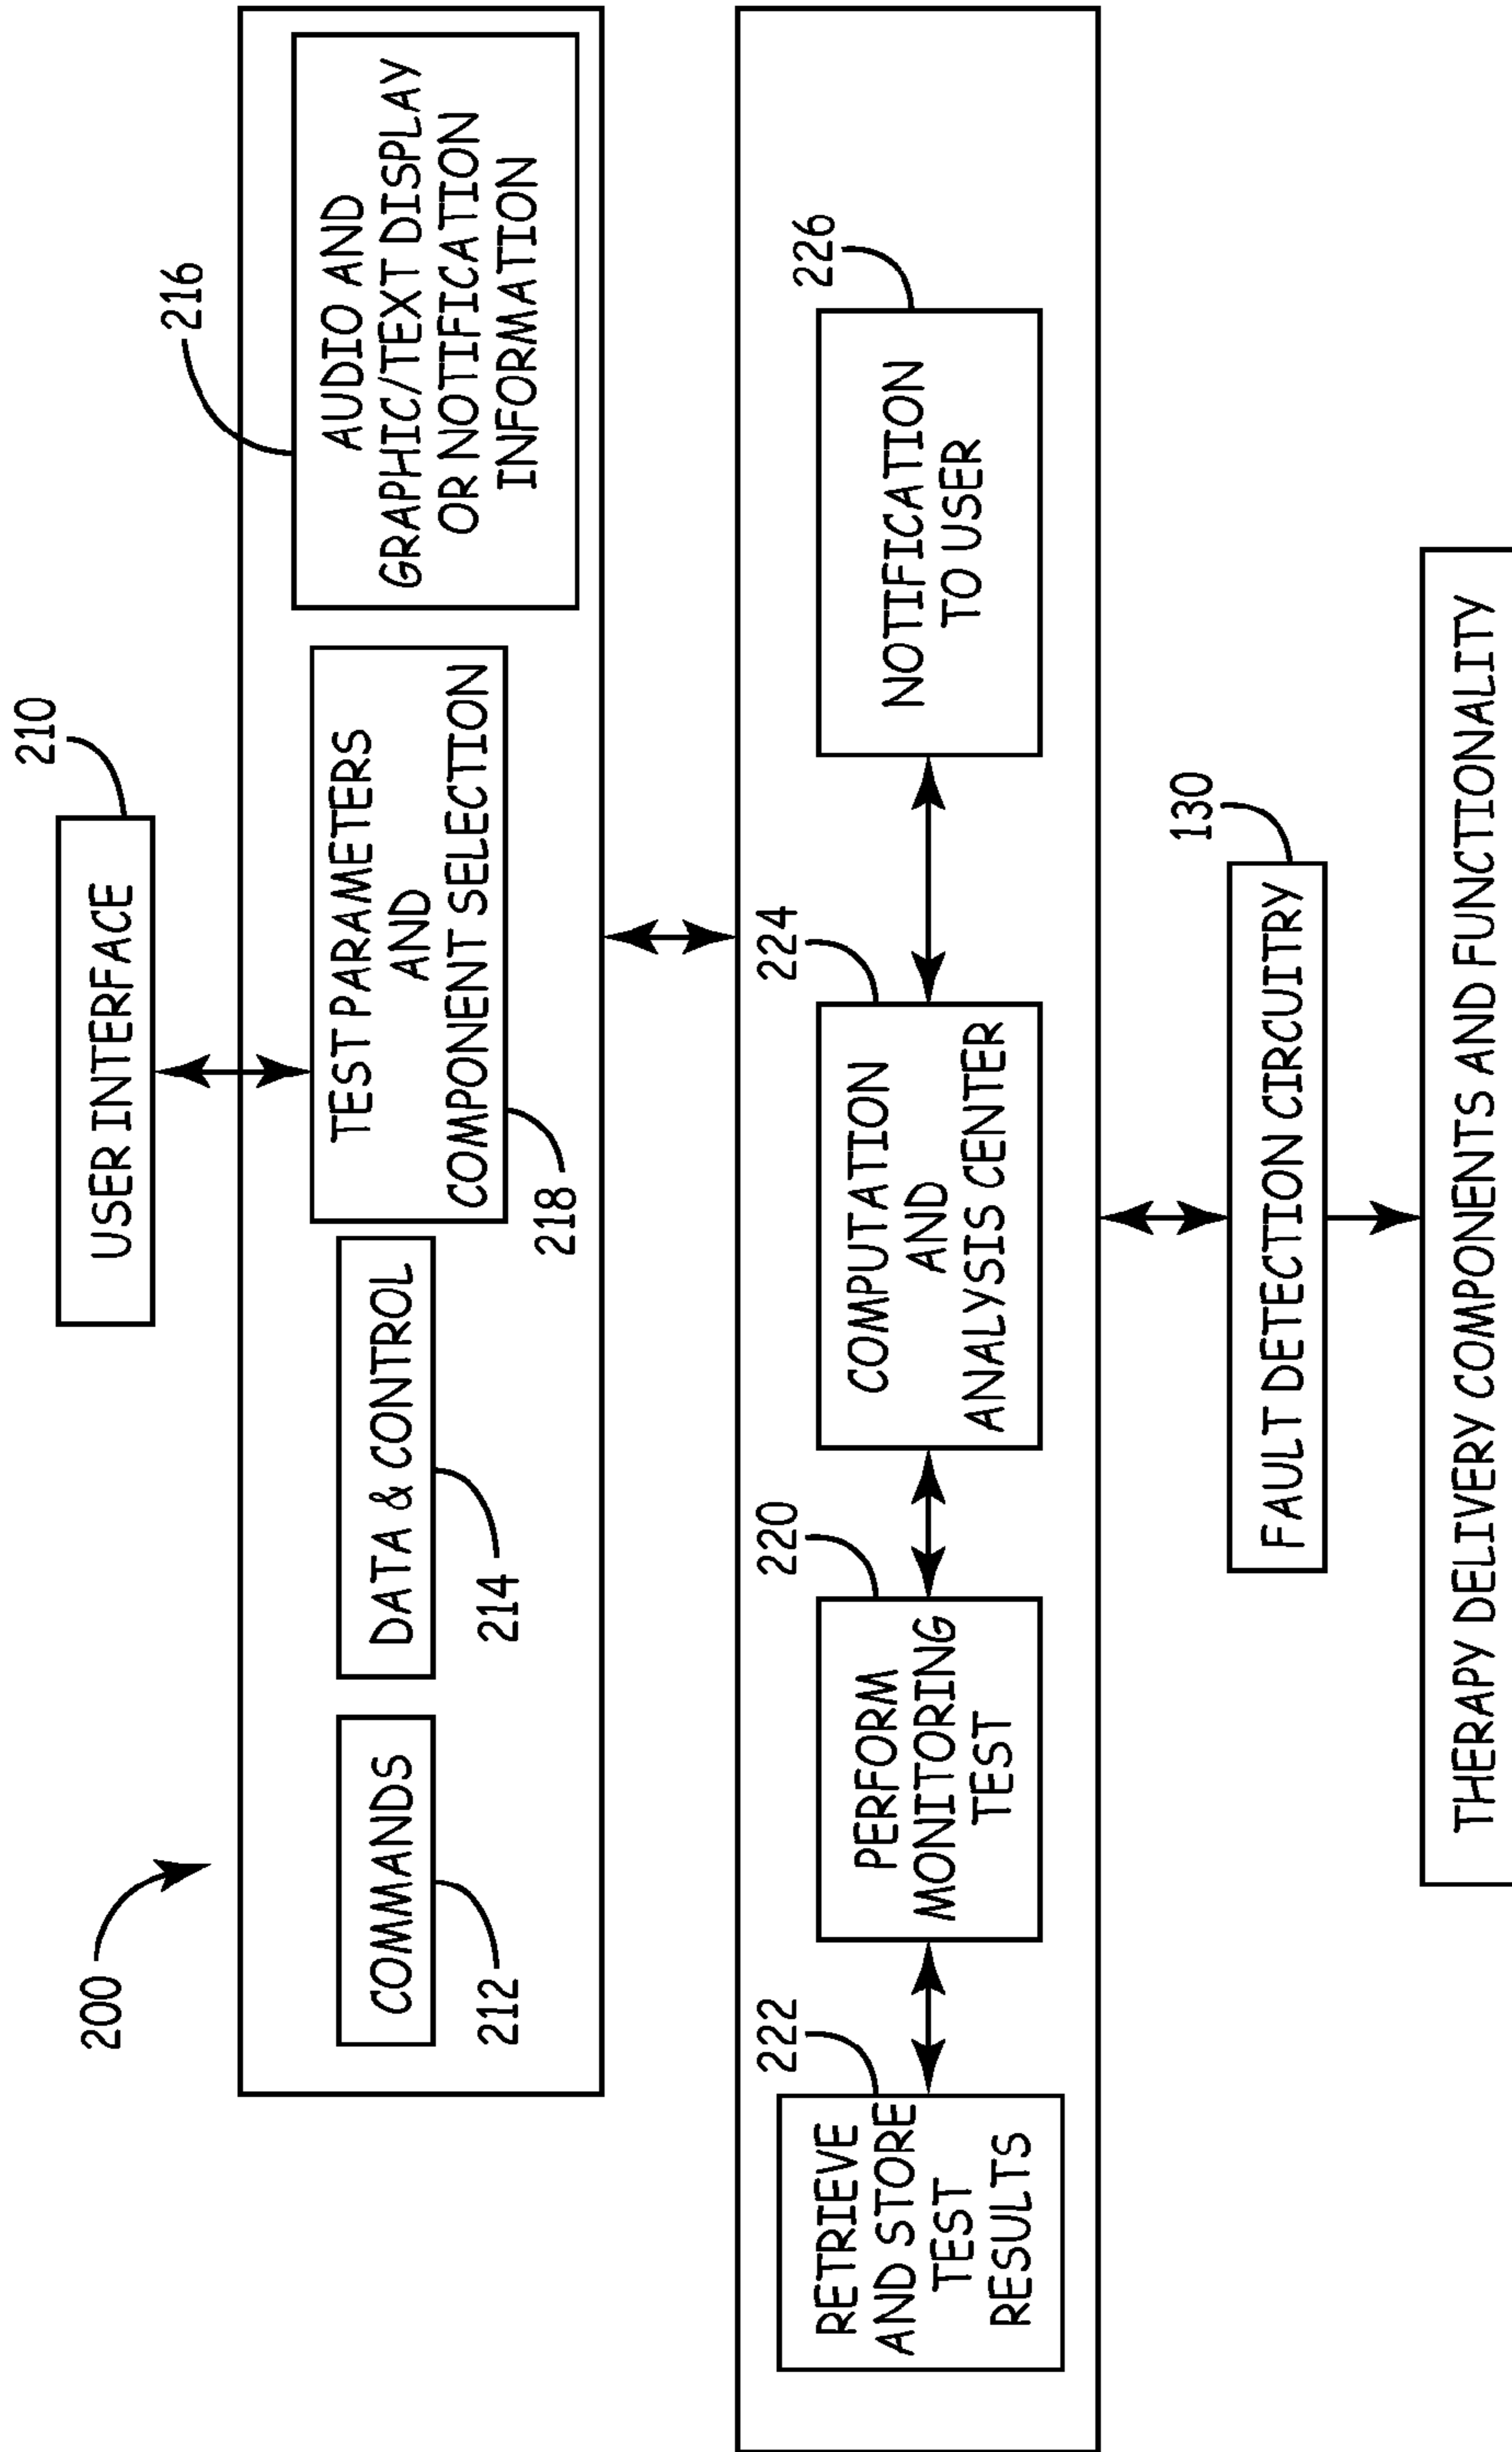 200
210
USER INTERFACE
216
COMMANDS
DATA & CONTROL
TEST PARAMETERS
AND
COMPONENT SELECTION
AUDIO AND
GRAPHIC/TEXT DISPLAY
OR NOTIFICATION
INFORMATION
212
214
218
222
220
224
226
RETRIEVE
AND STORE
TEST
RESULTS
PERFORM
MONITORING
TEST
COMPUTATION
AND
ANALYSIS CENTER
NOTIFICATION
TO USER
130
FAULT DETECTION CIRCUITRY
THERAPY DELIVERY COMPONENTS AND FUNCTIONALITY